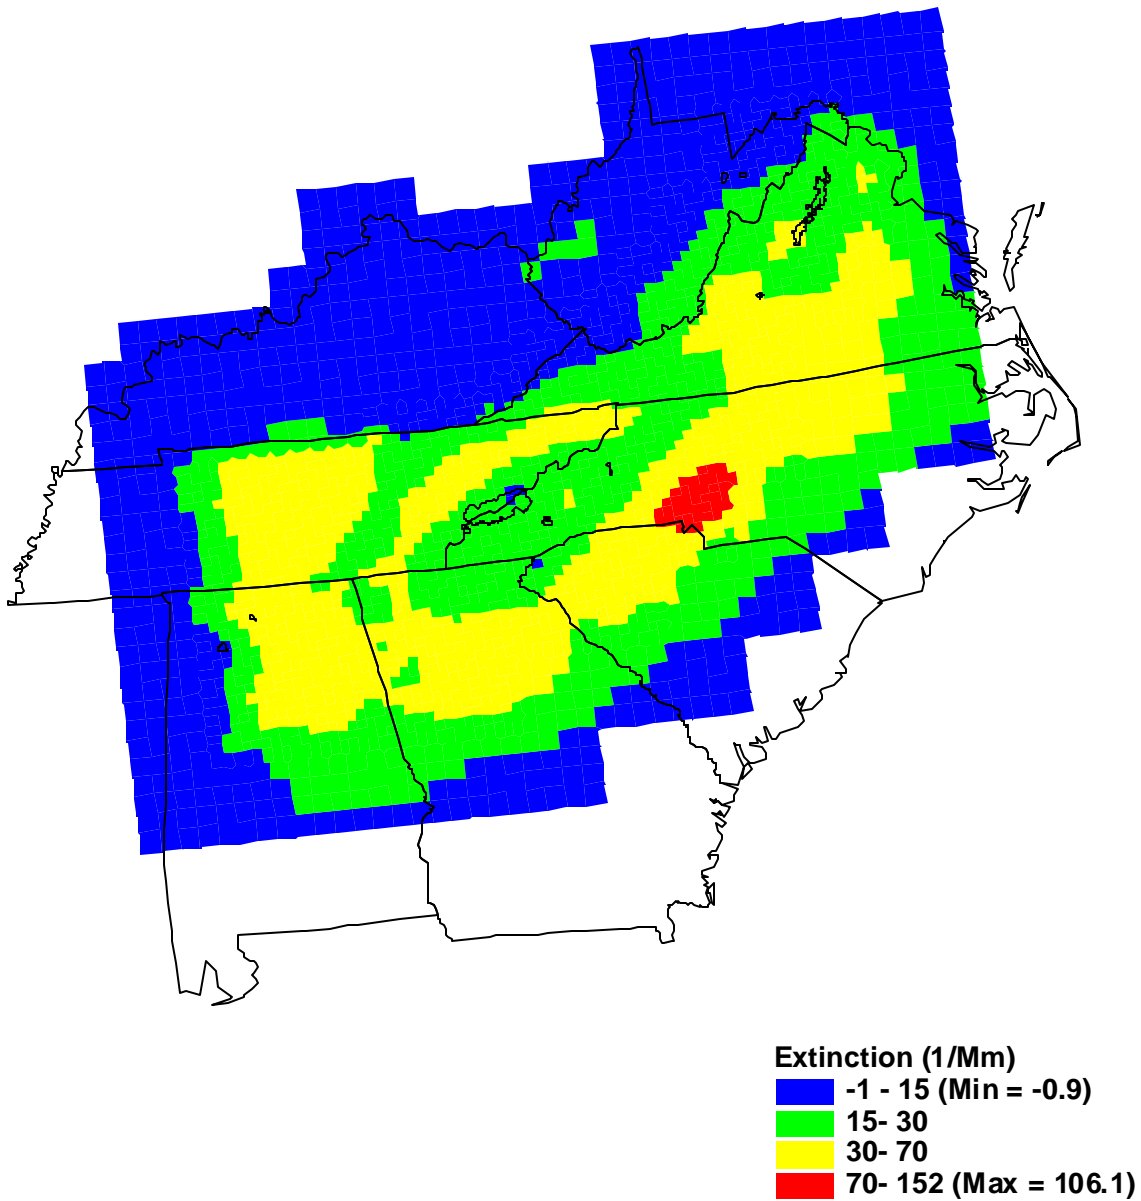 Extinction (1/Mm)
-1 - 15 (Min = -0.9)
15- 30
30- 70
70- 152 (Max = 106.1)